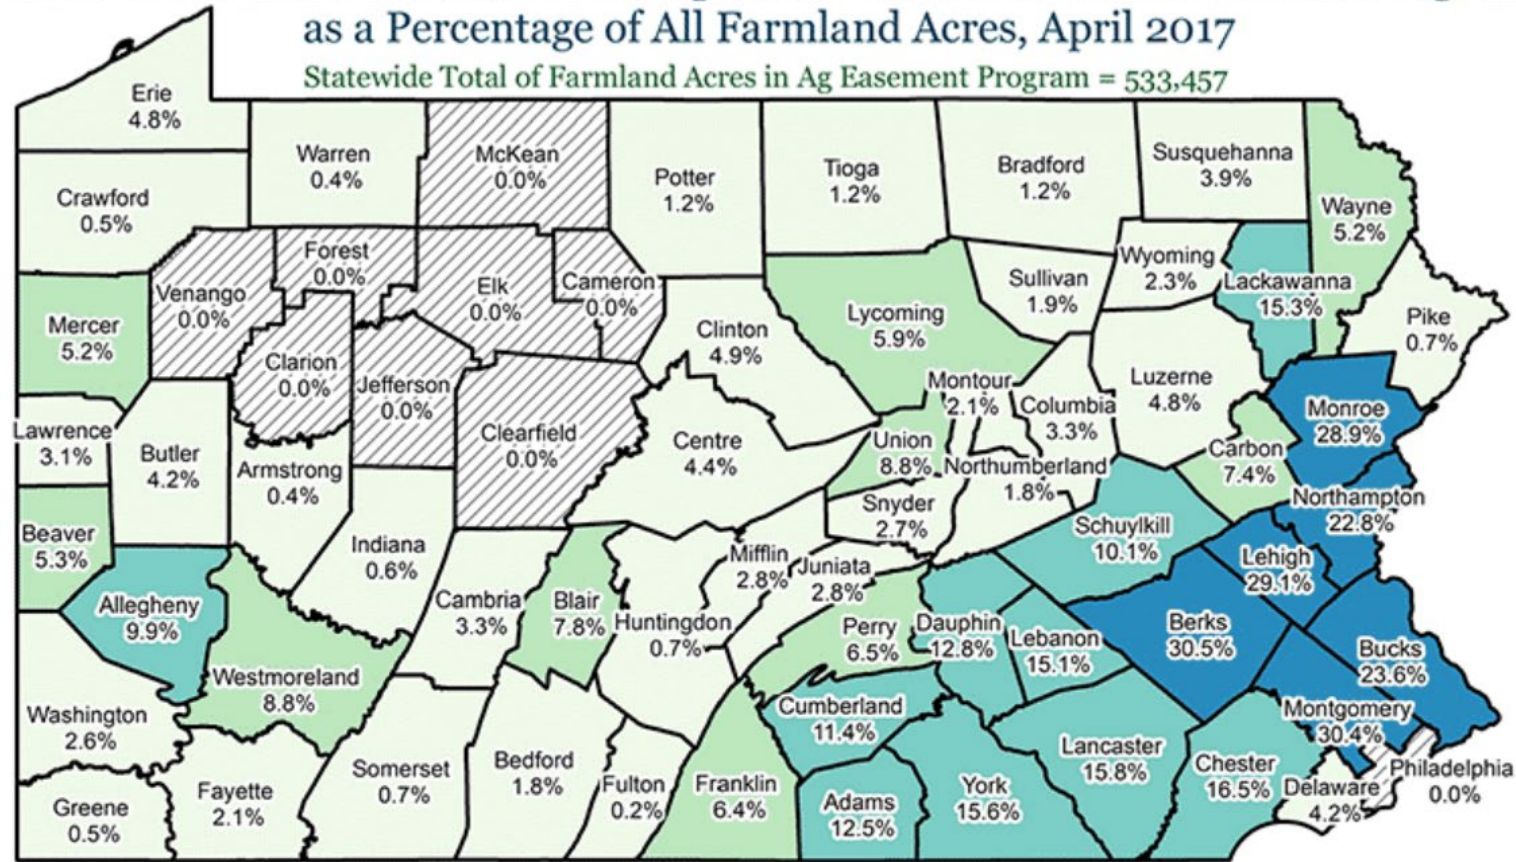 as a Percentage of All Farmland Acres, April 2017
Statewide Total of Farmland Acres in Ag Easement Program = 533,457
Erie
4.8%
Warren
0.4%
McKean
0.0%
Potter
1.2%
Tioga
1.2%
Bradford
1.2%
Susquehanna
3.9%
Wayne
5.2%
Crawford
0.5%
Venango
0.0%
Forest
0.0%
Elk
0.0%
Cameron
0.0%
Sullivan
1.9%
Wyoming
2.3%
Lackawanna
15.3%
Pike
0.7%
Mercer
5.2%
Clarion
0.0%
Jefferson
0.0%
Clinton
4.9%
Lycoming
5.9%
Luzerne
4.8%
Monroe
28.9%
Lawrence
3.1%
Butler
4.2%
Armstrong
0.4%
Clearfield
0.0%
Centre
4.4%
Union
8.8%
Montour
2.1%
Columbia
3.3%
Northumberland
1.8%
Carbon
7.4%
Northampton
22.8%
Beaver
5.3%
Indiana
0.6%
Snyder
2.7%
Schuylkill
10.1%
Lehigh
29.1%
Allegheny
9.9%
Westmoreland
8.8%
Cambria
3.3%
Blair
7.8%
Huntingdon
0.7%
Mifflin
2.8%
Juniata
2.8%
Perry
6.5%
Dauphin
12.8%
Lebanon
15.1%
Berks
30.5%
Bucks
23.6%
Washington
2.6%
Cumberland
11.4%
Montgomery
30.4%
Greene
0.5%
Fayette
2.1%
Somerset
0.7%
Bedford
1.8%
Fulton
0.2%
Franklin
6.4%
Adams
12.5%
York
15.6%
Lancaster
15.8%
Chester
16.5%
Delaware
4.2%
Philadelphia
0.0%